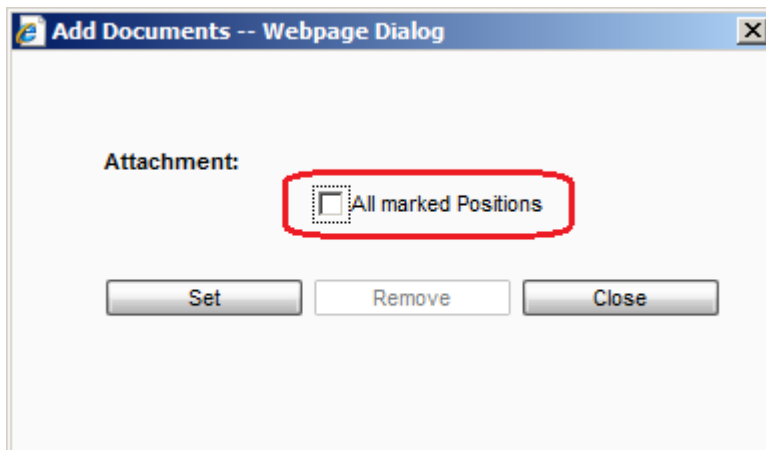 Add Documents -- Webpage Dialog
Attachment:
All marked Positions
Set Remove Close